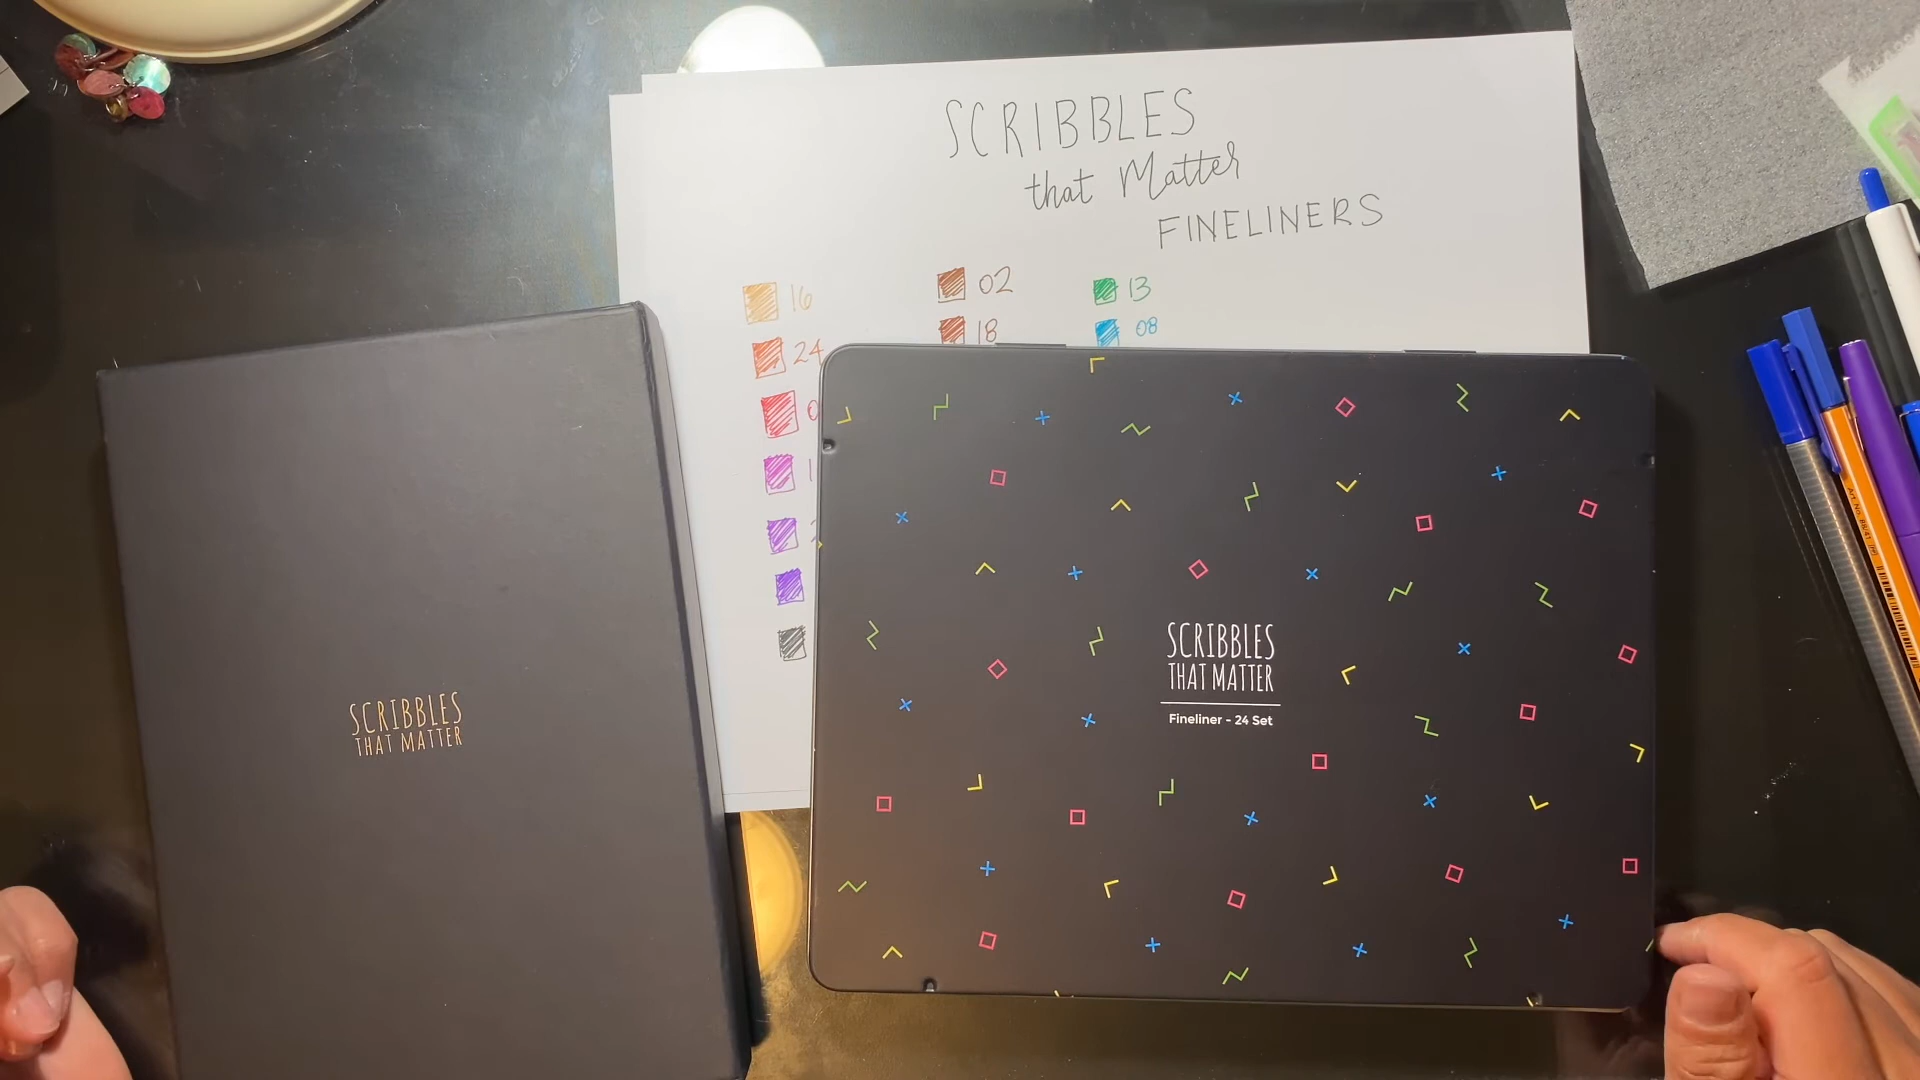 SCRIBBLES
that Matter
FINELINERS
16
02
13
24
18
08
SCRIBBLES
THAT MATTER
SCRIBBLES
THAT MATTER
Fineliner - 24 Set